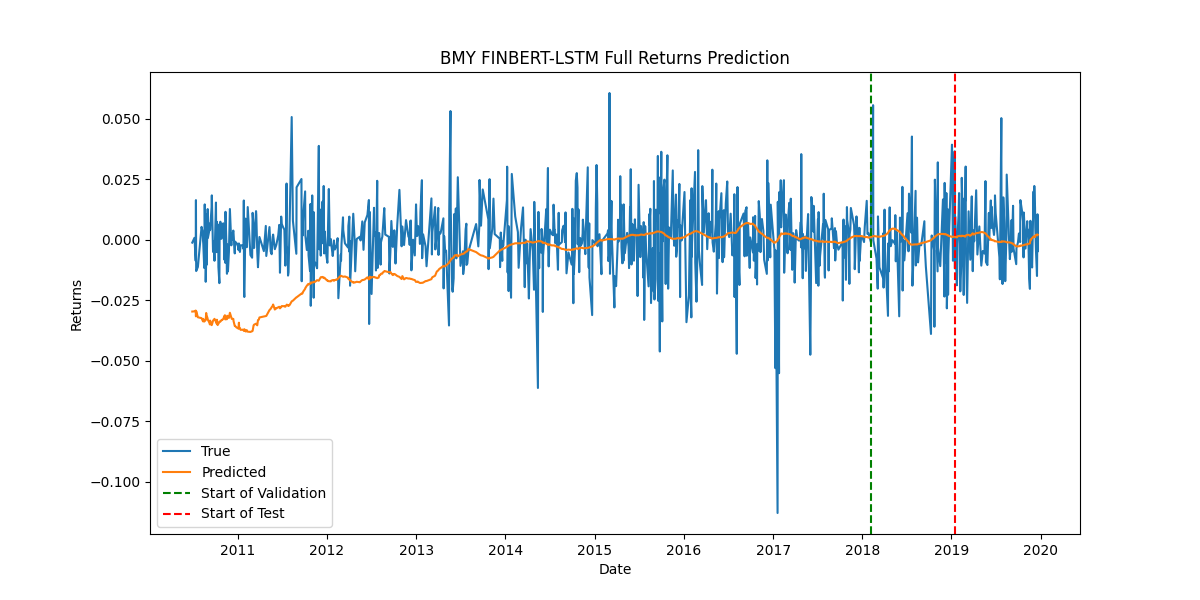 BMY FINBERT-LSTM Full Returns Prediction
Returns
0.050
0.025
0.000
−0.025
−0.050
−0.075
−0.100
True
Predicted
Start of Validation
Start of Test
2011 2012 2013 2014 2015 2016 2017 2018 2019 2020
Date